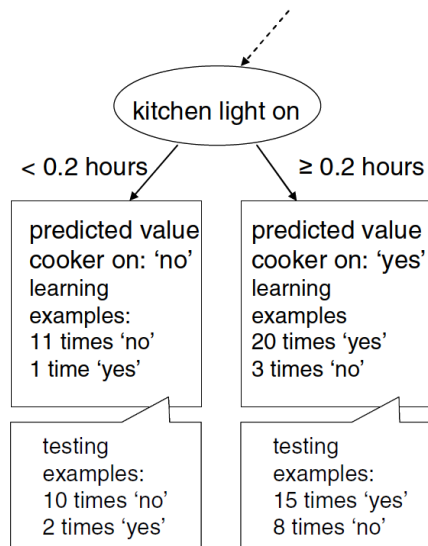 kitchen light on
< 0.2 hours
≥ 0.2 hours
predicted value
cooker on: ‘no’
learning
examples:
11 times ‘no’
1 time ‘yes’
predicted value
cooker on: ‘yes’
learning
examples
20 times ‘yes’
3 times ‘no’
testing
examples:
10 times ‘no’
2 times ‘yes’
testing
examples:
15 times ‘yes’
8 times ‘no’